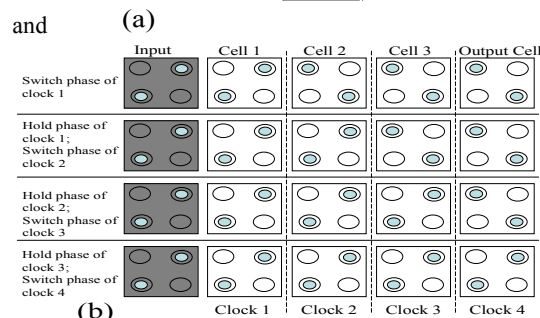 and
(a)
Input Cell 1 Cell 2 Cell 3 Output Cell
Switch phase of
clock 1
Hold phase of
clock 1;
Switch phase of
clock 2
Hold phase of
clock 2;
Switch phase of
clock 3
Hold phase of
clock 3;
Switch phase of
clock 4
(b)
Clock 1 Clock 2 Clock 3 Clock 4